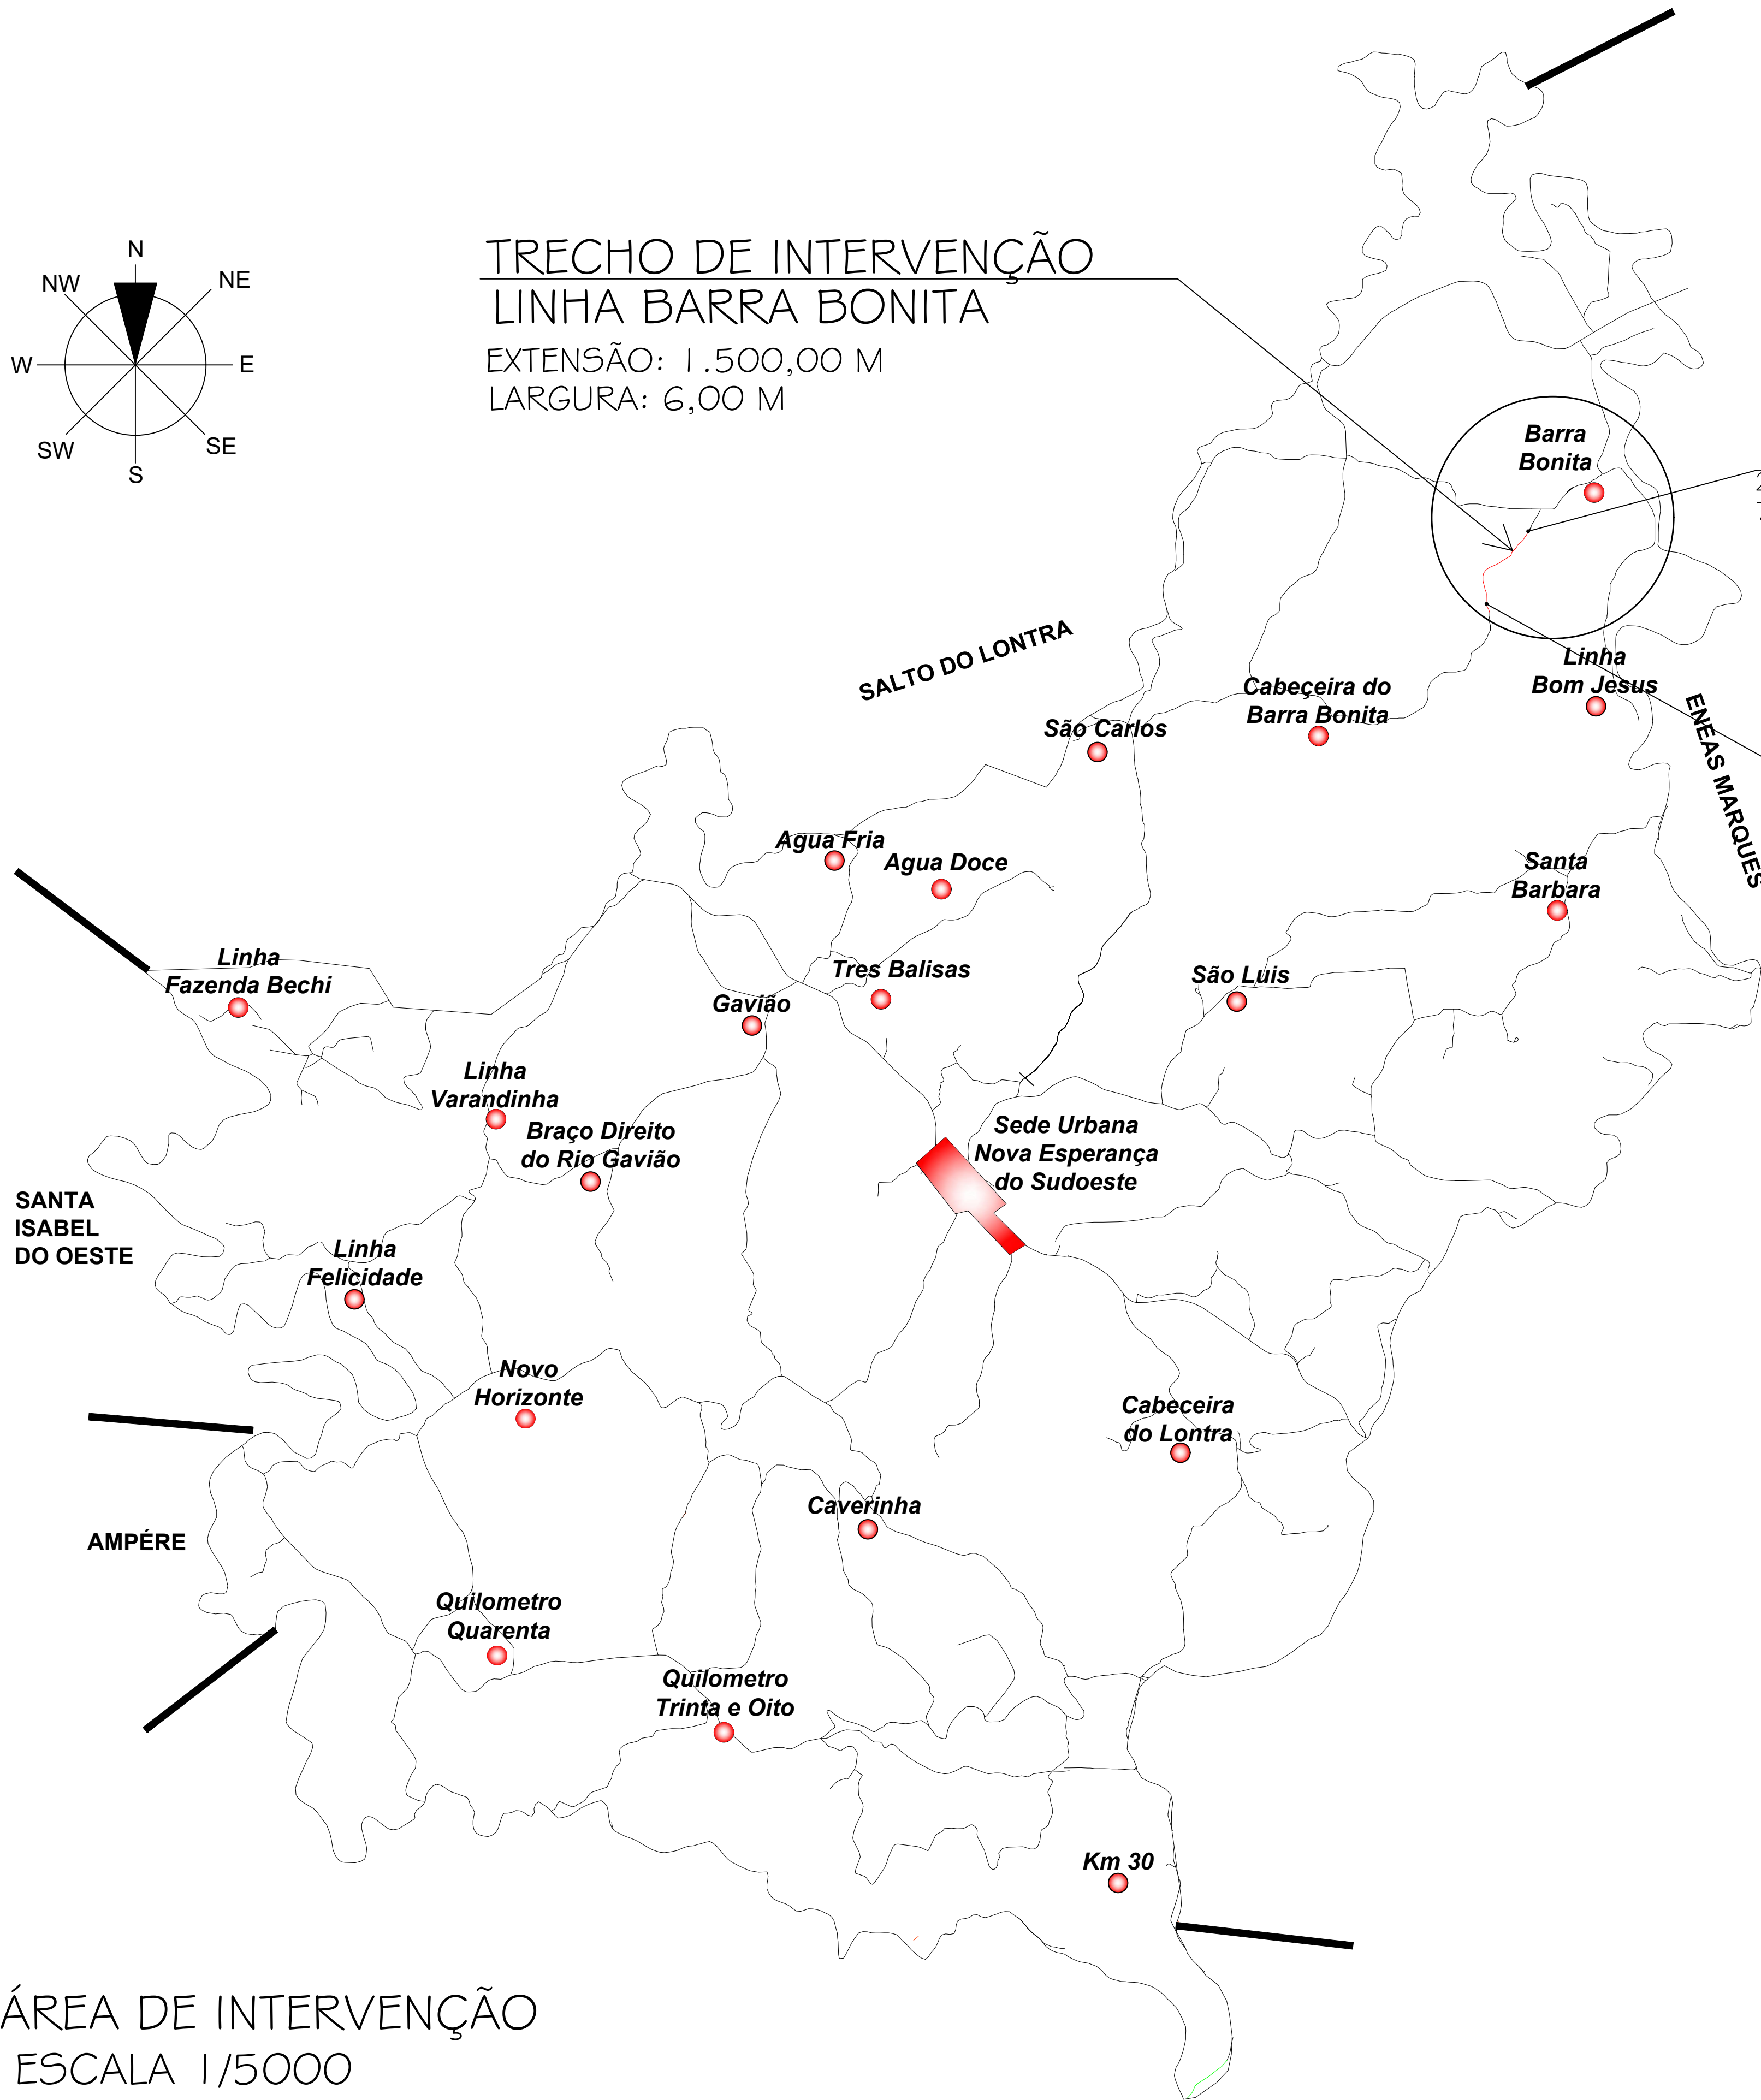 N
NW
NE
W
E
SW
SE
S
TRECHO DE INTERVENÇÃO
LINHA BARRA BONITA
EXTENSÃO: 1.500,00 M
LARGURA: 6,00 M
Barra
Bonita
SALTO DO LONTRA
Linha
Bom Jesus
Cabeçeira do
Barra Bonita
São Carlos
ENEAS MARQUES
Agua Fria
Agua Doce
Santa
Barbara
Linha
Fazenda Bechi
Tres Balisas
São Luis
Gavião
Linha
Varandinha
Braço Direito
do Rio Gavião
Sede Urbana
Nova Esperança
do Sudoeste
SANTA
ISABEL
DO OESTE
Linha
Felicidade
Novo
Horizonte
Cabeceira
do Lontra
Caverinha
AMPÉRE
Quilometro
Quarenta
Quilometro
Trinta e Oito
Km 30
ÁREA DE INTERVENÇÃO
ESCALA 1/5000